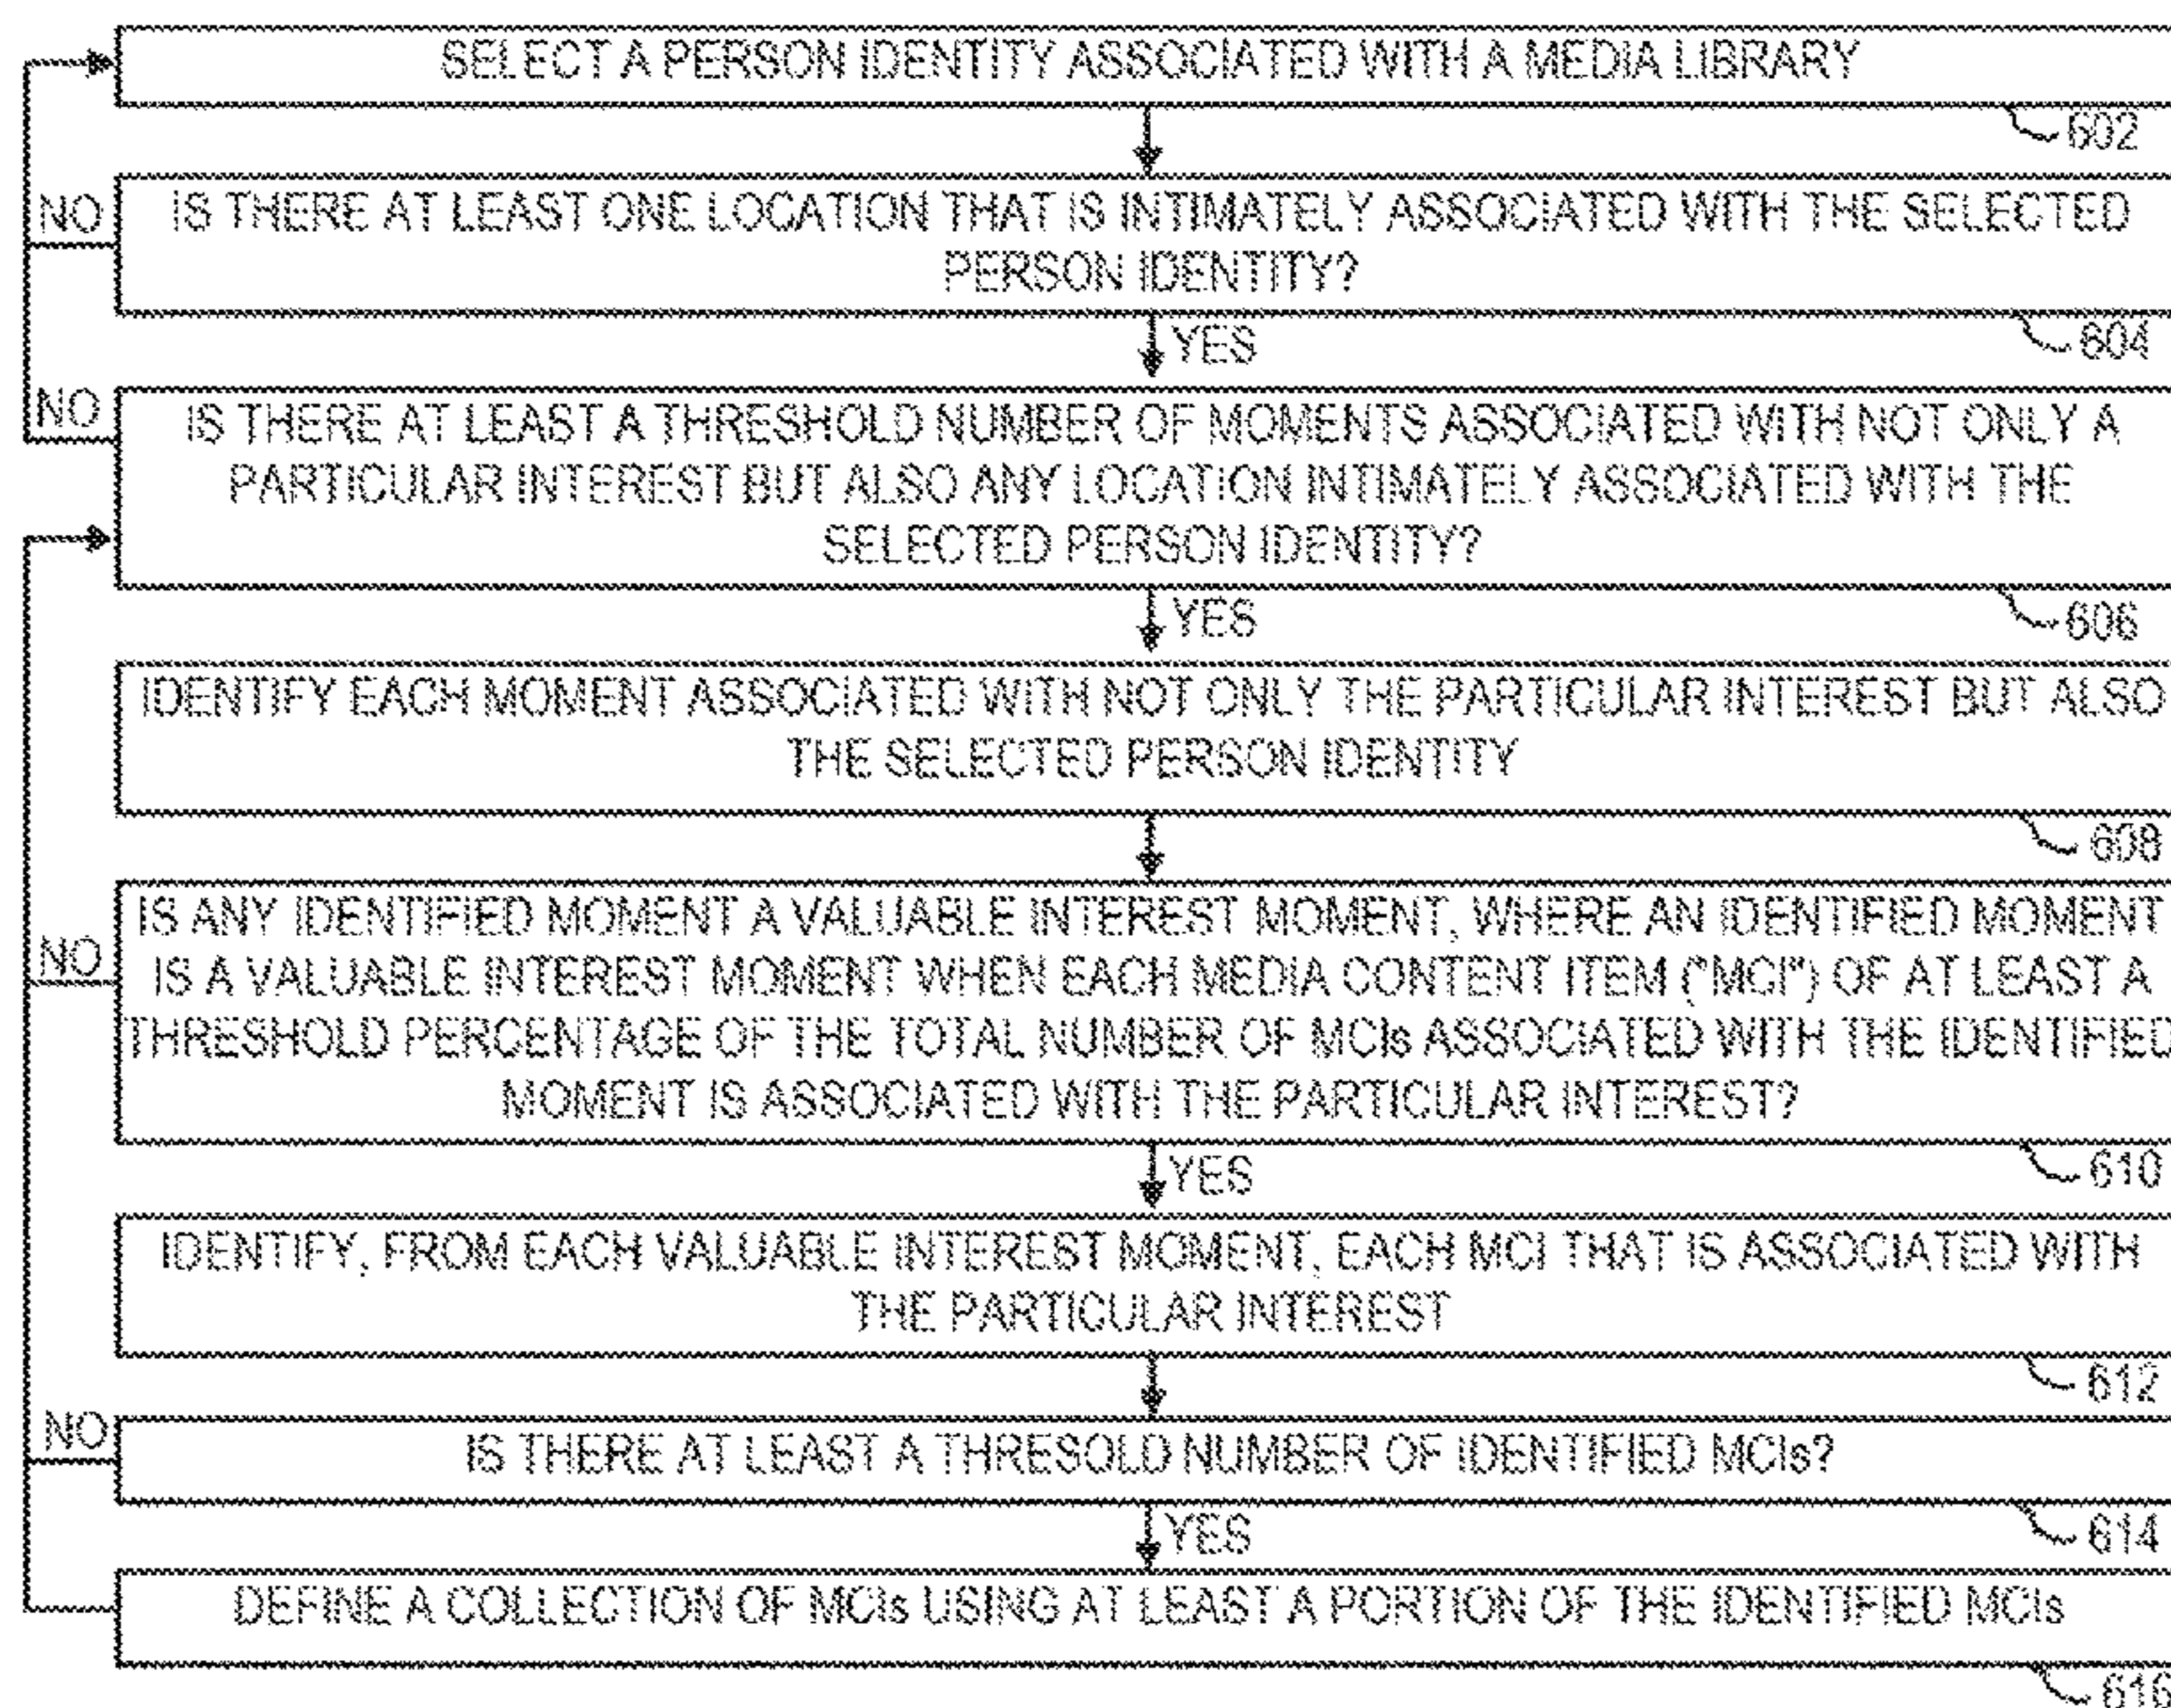 SELECT A PERSON IDENTITY ASSOCIATED WITH A MEDIA LIBRARY
602
NO
IS THERE AT LEAST ONE LOCATION THAT IS INTIMATELY ASSOCIATED WITH THE SELECTED
PERSON IDENTITY?
YES
604
NO
IS THERE AT LEAST A THRESHOLD NUMBER OF MOMENTS ASSOCIATED WITH NOT ONLY A
PARTICULAR INTEREST BUT ALSO ANY LOCATION INTIMATELY ASSOCIATED WITH THE
SELECTED PERSON IDENTITY?
YES
606
IDENTIFY EACH MOMENT ASSOCIATED WITH NOT ONLY THE PARTICULAR INTEREST BUT ALSO
THE SELECTED PERSON IDENTITY
608
NO
IS ANY IDENTIFIED MOMENT A VALUABLE INTEREST MOMENT, WHERE AN IDENTIFIED MOMENT
IS A VALUABLE INTEREST MOMENT WHEN EACH MEDIA CONTENT ITEM ("MCI") OF AT LEAST A
THRESHOLD PERCENTAGE OF THE TOTAL NUMBER OF MCIs ASSOCIATED WITH THE IDENTIFIED
MOMENT IS ASSOCIATED WITH THE PARTICULAR INTEREST?
YES
610
IDENTIFY, FROM EACH VALUABLE INTEREST MOMENT, EACH MCI THAT IS ASSOCIATED WITH
THE PARTICULAR INTEREST
612
NO
IS THERE AT LEAST A THRESOLD NUMBER OF IDENTIFIED MCIs?
YES
614
DEFINE A COLLECTION OF MCIs USING AT LEAST A PORTION OF THE IDENTIFIED MCIs
616